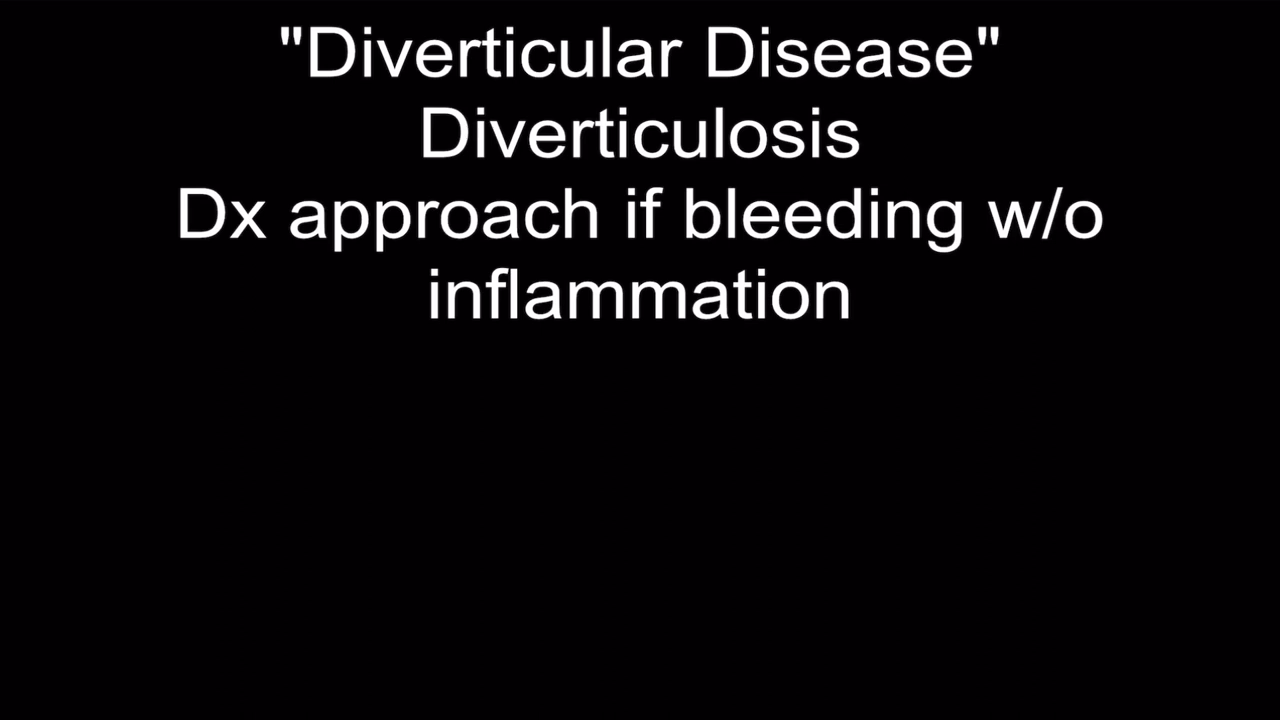 "Diverticular Disease"
Diverticulosis
Dx approach if bleeding w/o
inflammation